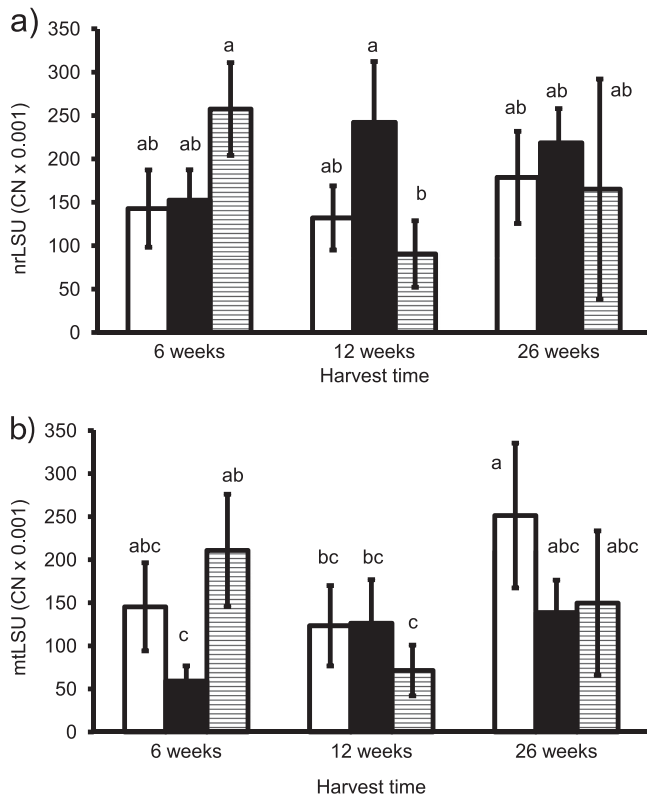 a)
350
300
250
200
150
100
50
0
nrLSU (CN x 0.001)
ab ab a
ab a b
ab ab ab
6 weeks 12 weeks 26 weeks
Harvest time
b)
350
300
250
200
150
100
50
0
mtLSU (CN x 0.001)
abc c ab
bc bc c
a abc abc
6 weeks 12 weeks 26 weeks
Harvest time